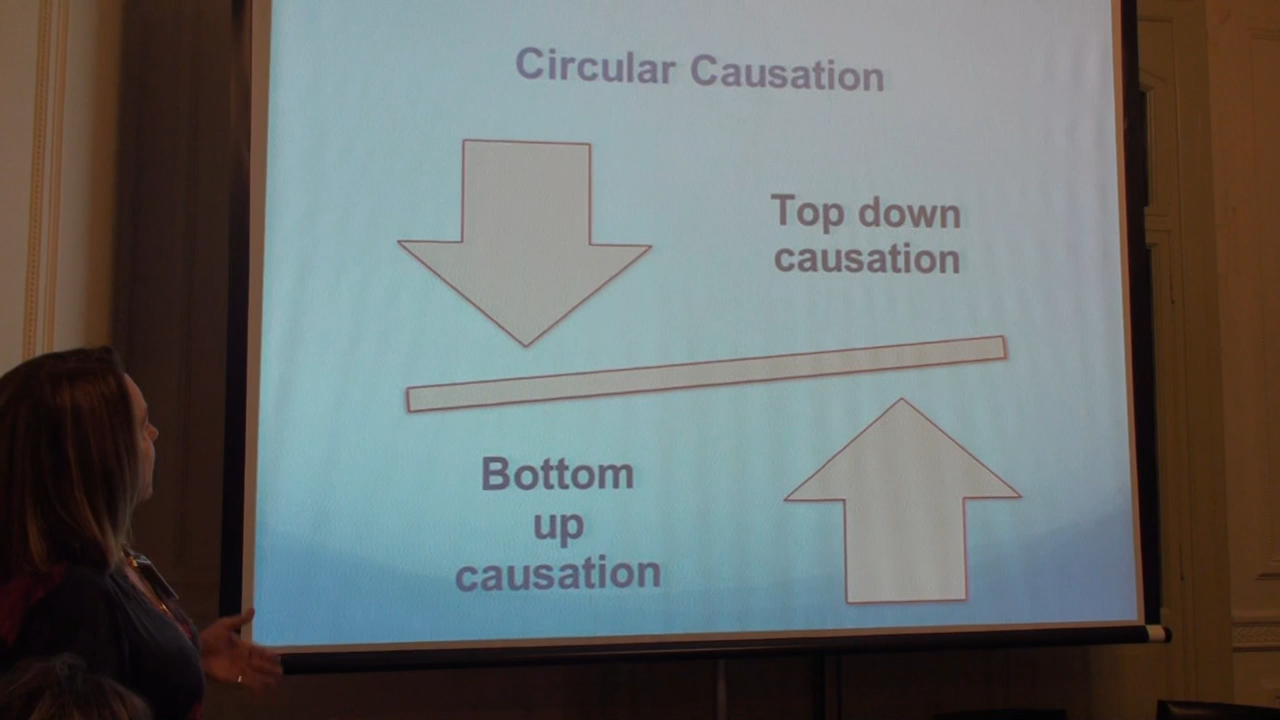 Circular Causation
Top down
causation
Bottom
up
causation